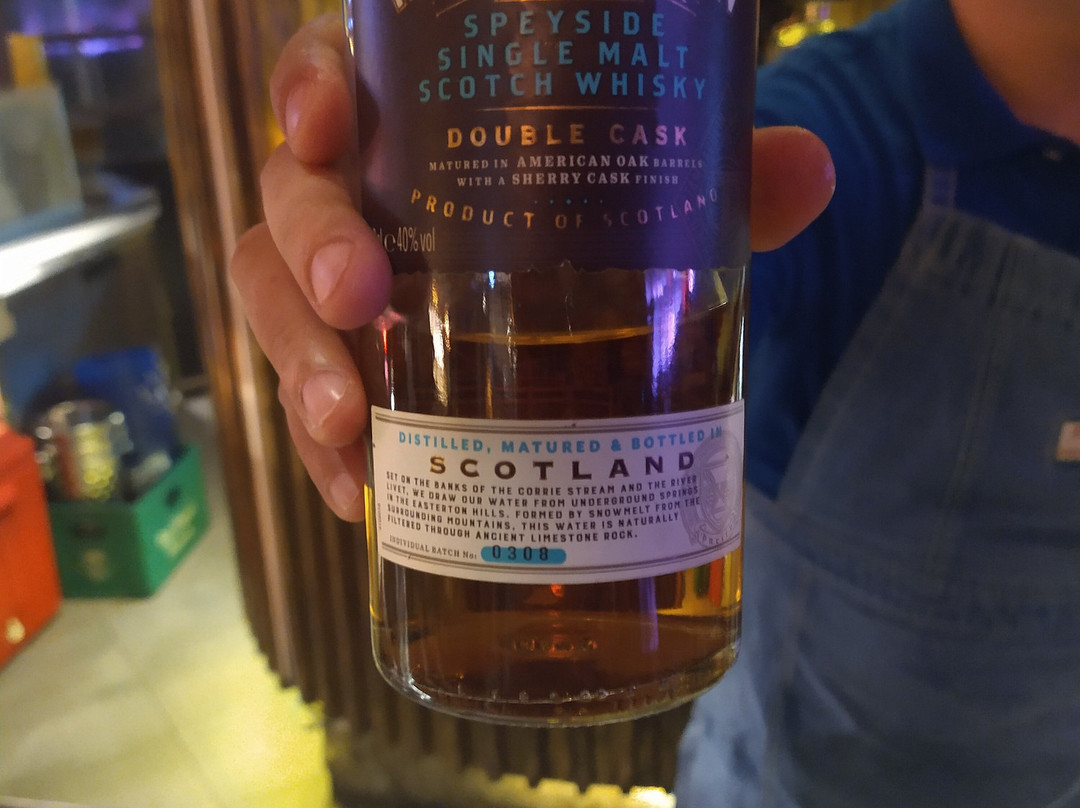 SPEYSIDE
SINGLE MALT
SCOTCH WHISKY
DOUBLE CASK
MATURED IN AMERICAN OAK BARRELS
WITH A SHERRY CASK FINISH
PRODUCT OF SCOTLAND
e 40% vol
DISTILLED, MATURED & BOTTLED IN
SCOTLAND
SET ON THE BANKS OF THE CORRIE STREAM AND THE RIVER
LIVET, WE DRAW OUR WATER FROM UNDERGROUND SPRINGS
IN THE EASTERTON HILLS. FORMED BY SNOWMELT FROM THE
SURROUNDING MOUNTAINS, THIS WATER IS NATURALLY
FILTERED THROUGH ANCIENT LIMESTONE ROCK.
INDIVIDUAL BATCH No: 0308